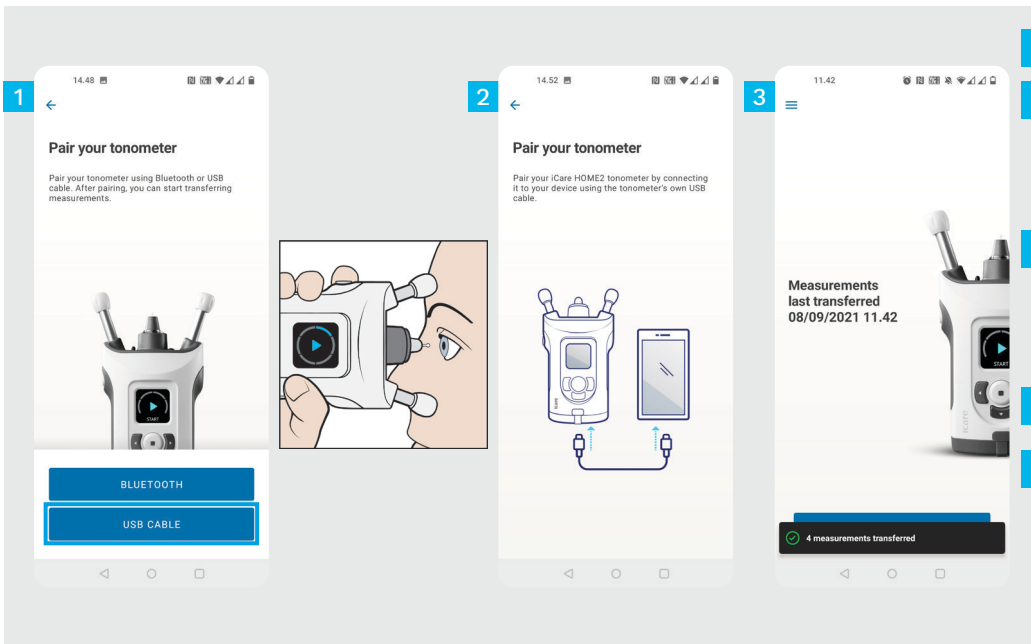 1
14.48
Pair your tonometer
Pair your tonometer using Bluetooth or USB
cable. After pairing, you can start transferring
measurements.
START
BLUETOOTH
USB CABLE
2
14.52
Pair your tonometer
Pair your iCare HOME2 tonometer by connecting
it to your device using the tonometer's own USB
cable.
icare
3
11.42
Measurements
last transferred
08/09/2021 11.42
START
icare
4 measurements transferred